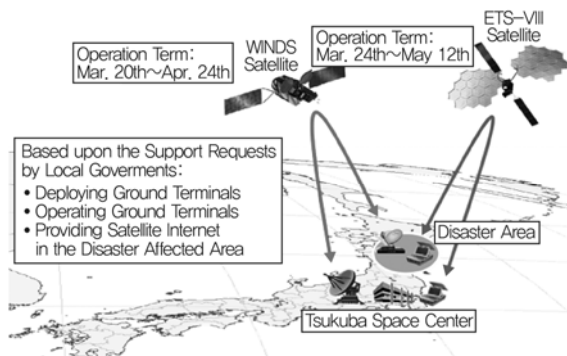 ETS-VIII
Satellite
WINDS
Satellite
Operation Term:
Mar. 20th~Apr. 24th
Operation Term:
Mar. 24th~May 12th
Based upon the Support Requests
by Local Goverments:
• Deploying Ground Terminals
• Operating Ground Terminals
• Providing Satellite Internet
in the Disaster Affected Area
Disaster Area
Tsukuba Space Center